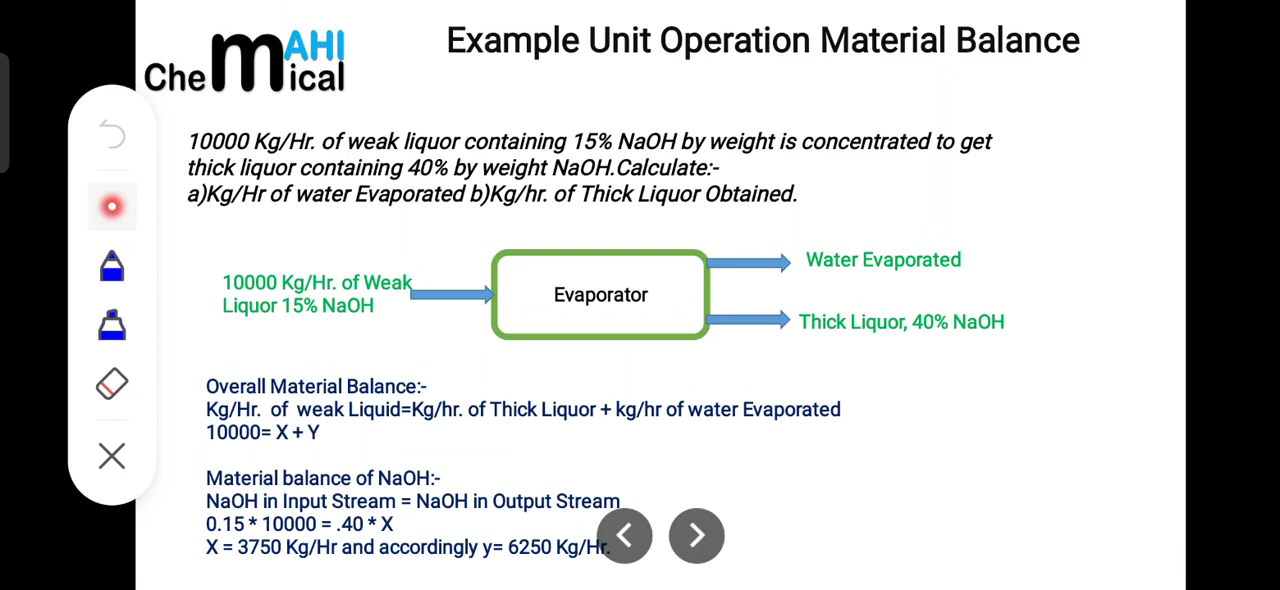 Example Unit Operation Material Balance
Che m AHI ical
10000 Kg/Hr. of weak liquor containing 15% NaOH by weight is concentrated to get
thick liquor containing 40% by weight NaOH.Calculate:-
a)Kg/Hr of water Evaporated b)Kg/hr. of Thick Liquor Obtained.
10000 Kg/Hr. of Weak
Liquor 15% NaOH
Evaporator
Water Evaporated
Thick Liquor, 40% NaOH
Overall Material Balance:-
Kg/Hr. of weak Liquid=Kg/hr. of Thick Liquor + kg/hr of water Evaporated
10000= X + Y
Material balance of NaOH:-
NaOH in Input Stream = NaOH in Output Stream
0.15 * 10000 = .40 * X
X = 3750 Kg/Hr and accordingly y= 6250 Kg/Hr.